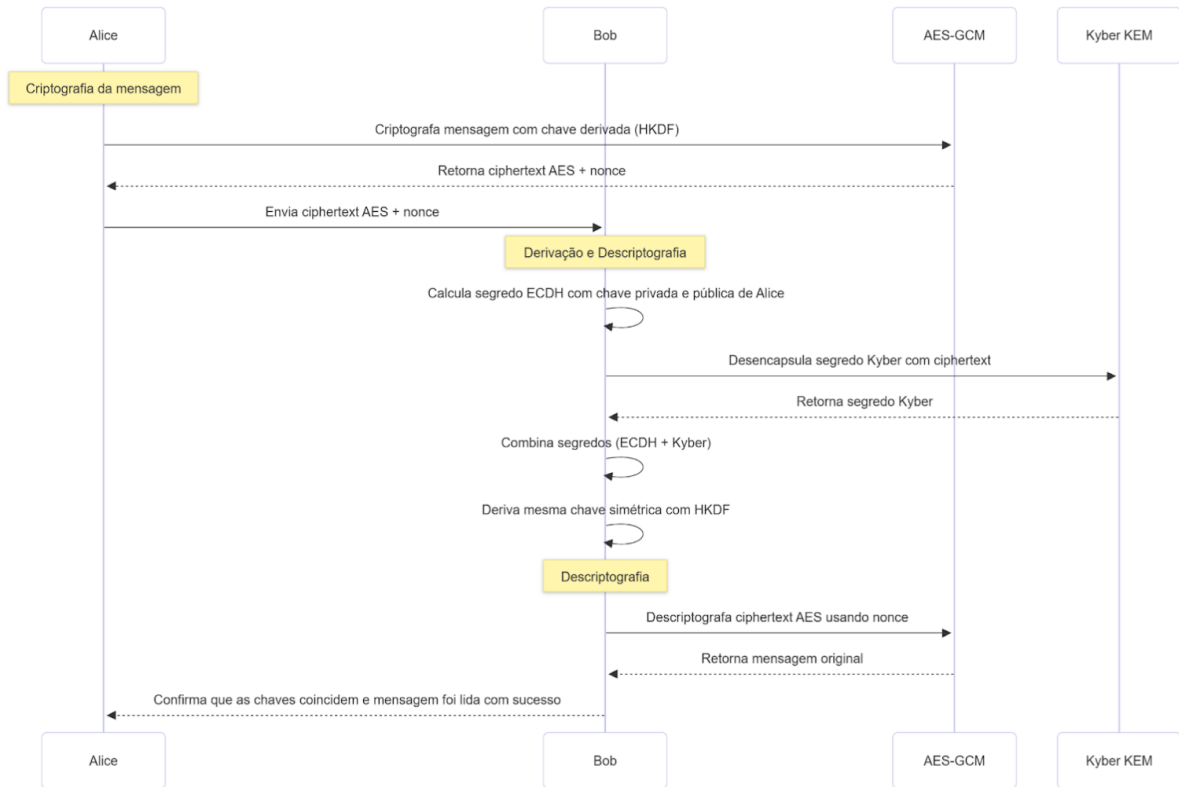 Alice
Bob
AES-GCM
Kyber KEM
Criptografia da mensagem
Criptografa mensagem com chave derivada (HKDF)
Retorna ciphertext AES + nonce
Envia ciphertext AES + nonce
Derivação e Descriptografia
Calcula segredo ECDH com chave privada e pública de Alice
Desencapsula segredo Kyber com ciphertext
Retorna segredo Kyber
Combina segredos (ECDH + Kyber)
Deriva mesma chave simétrica com HKDF
Descriptografia
Descriptografa ciphertext AES usando nonce
Retorna mensagem original
Confirma que as chaves coincidem e mensagem foi lida com sucesso
Alice
Bob
AES-GCM
Kyber KEM